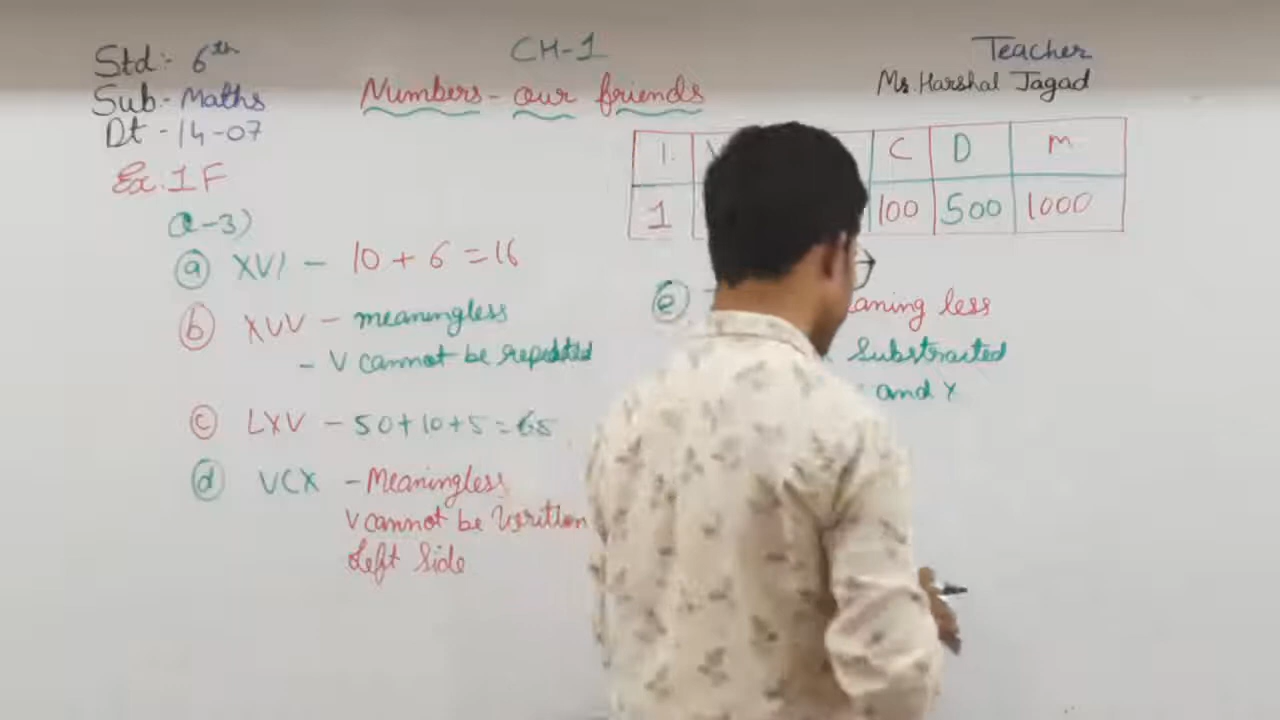 Std:- 6th
Sub:- Maths
Dt - 14-07
CH-1
Numbers - our friends
Teacher
Ms. Harshal Jagad
Ex. 1 F
Q-3)
a XVI - 10 + 6 = 16
b XVV - meaningless
- V cannot be repeated
c LXV - 50+10+5 = 65
d VCX - Meaningless
V cannot be Written
Left Side
I C D M
1 100 500 1000
e less
Substracted
and X